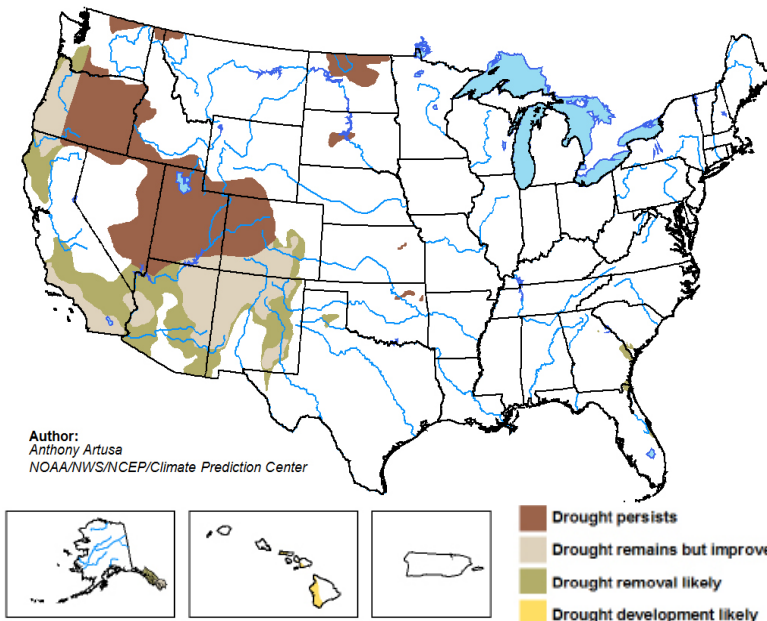 Author:
Anthony Artusa
NOAA/NWS/NCEP/Climate Prediction Center
Drought persists
Drought remains but improve
Drought removal likely
Drought development likely